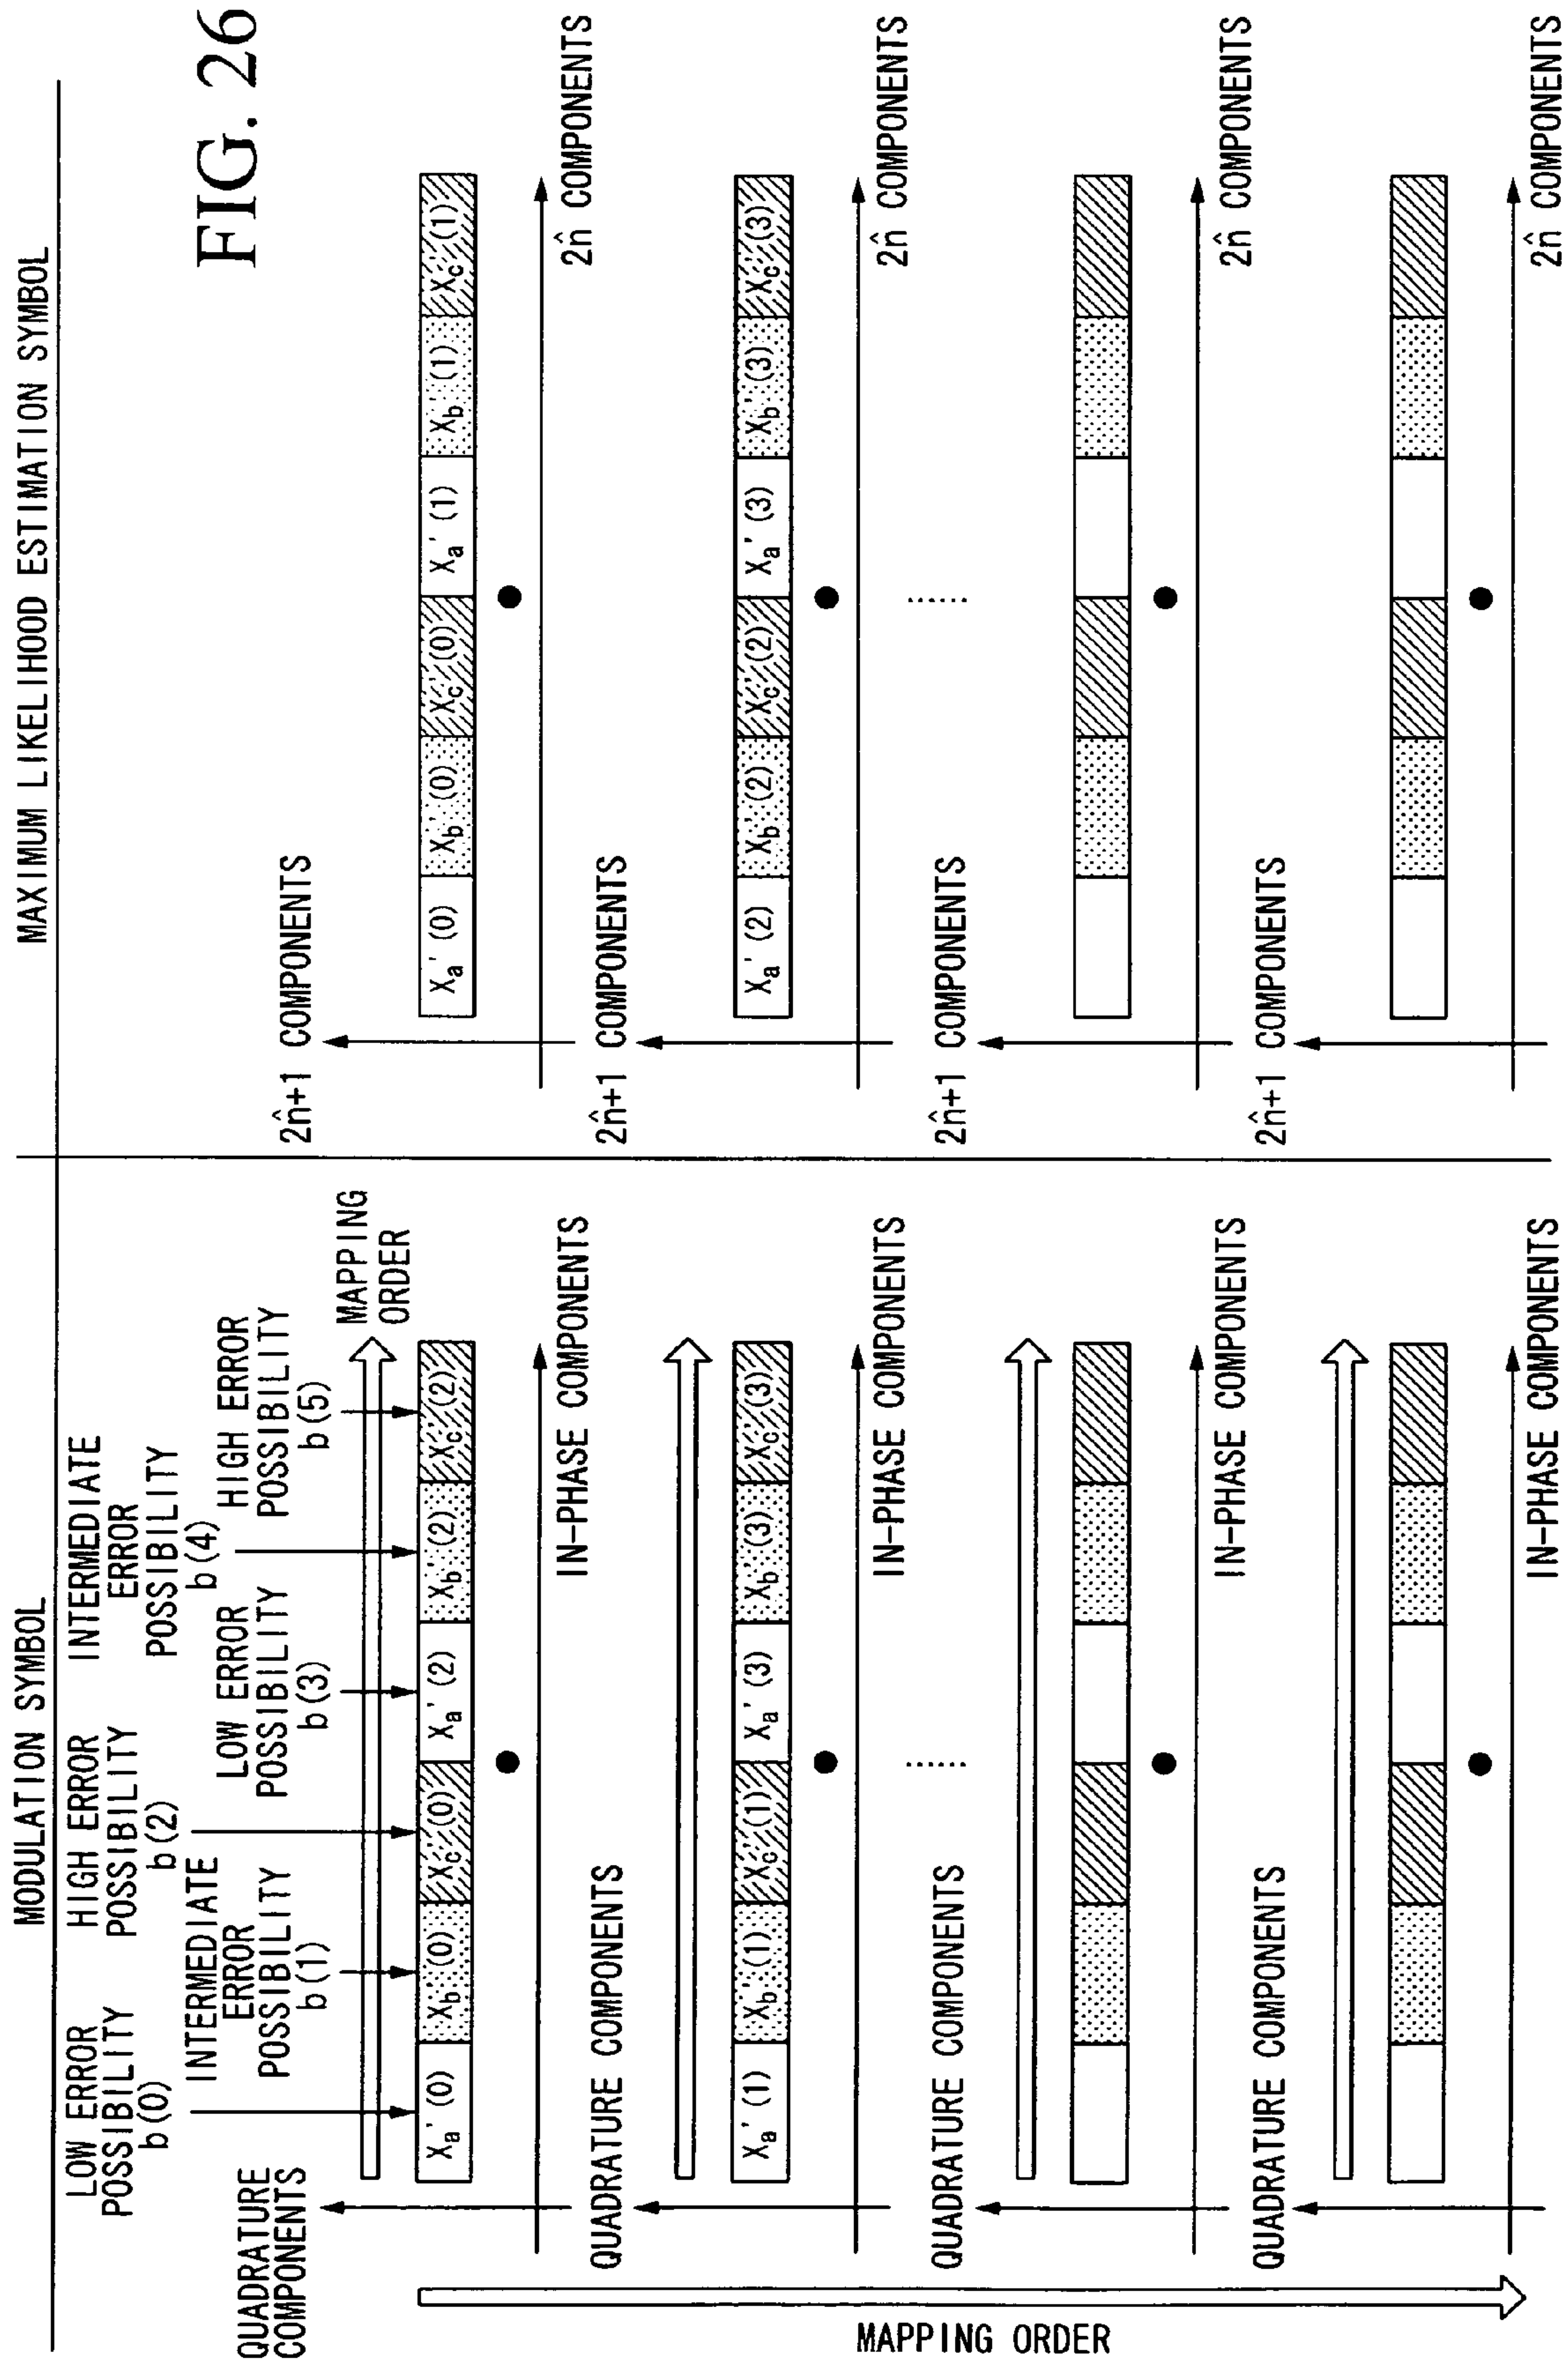 FIG. 26
MODULATION SYMBOL
MAXIMUM LIKELIHOOD ESTIMATION SYMBOL
LOW ERROR
POSSIBILITY
b(0)
INTERMEDIATE
ERROR
POSSIBILITY
b(1)
HIGH ERROR
POSSIBILITY
b(2)
LOW ERROR
POSSIBILITY
b(3)
INTERMEDIATE
ERROR
POSSIBILITY
b(4)
HIGH ERROR
POSSIBILITY
b(5)
MAPPING
ORDER
QUADRATURE
COMPONENTS
Xa'(0) Xb'(0) Xc'(0) Xa'(2) Xb'(2) Xc'(2)
IN-PHASE COMPONENTS
2n̂+1 COMPONENTS
Xa'(0) Xb'(0) Xc'(0) Xa'(1) Xb'(1) Xc'(1)
2n̂ COMPONENTS
QUADRATURE COMPONENTS
Xa'(1) Xb'(1) Xc'(1) Xa'(3) Xb'(3) Xc'(3)
IN-PHASE COMPONENTS
2n̂+1 COMPONENTS
Xa'(2) Xb'(2) Xc'(2) Xa'(3) Xb'(3) Xc'(3)
2n̂ COMPONENTS
QUADRATURE COMPONENTS
IN-PHASE COMPONENTS
2n̂+1 COMPONENTS
2n̂ COMPONENTS
QUADRATURE COMPONENTS
IN-PHASE COMPONENTS
2n̂+1 COMPONENTS
2n̂ COMPONENTS
MAPPING ORDER